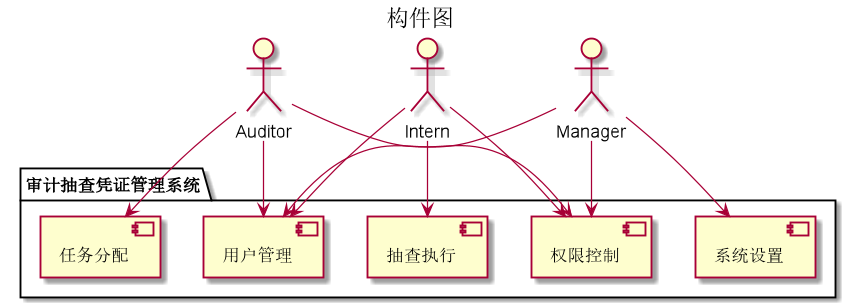 构件图
Auditor
Intern
Manager
审计抽查凭证管理系统
任务分配
用户管理
抽查执行
权限控制
系统设置